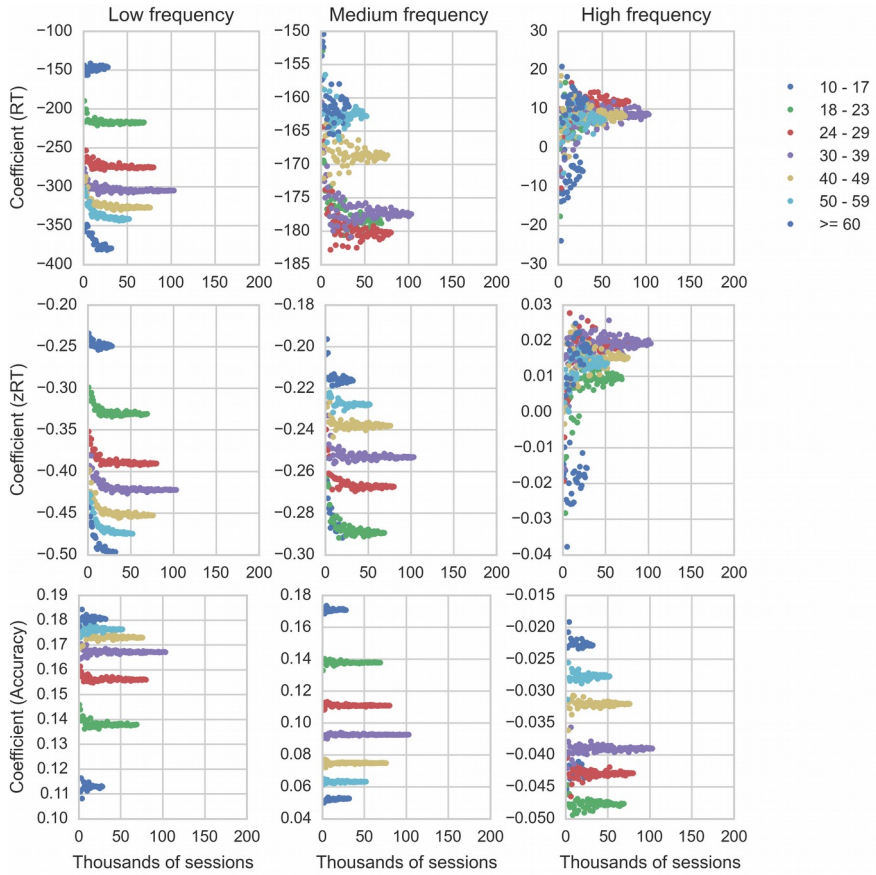 Low frequency
Medium frequency
High frequency
Coefficient (RT)
−100
−150
−200
−250
−300
−350
−400
0 50 100 150 200
−150
−155
−160
−165
−170
−175
−180
−185
0 50 100 150 200
30
20
10
0
−10
−20
−30
0 50 100 150 200
10 - 17
18 - 23
24 - 29
30 - 39
40 - 49
50 - 59
>= 60
Coefficient (zRT)
−0.20
−0.25
−0.30
−0.35
−0.40
−0.45
−0.50
0 50 100 150 200
−0.18
−0.20
−0.22
−0.24
−0.26
−0.28
−0.30
0 50 100 150 200
0.03
0.02
0.01
0.00
−0.01
−0.02
−0.03
−0.04
0 50 100 150 200
Coefficient (Accuracy)
0.19
0.18
0.17
0.16
0.15
0.14
0.13
0.12
0.11
0.10
0 50 100 150 200
Thousands of sessions
0.18
0.16
0.14
0.12
0.10
0.08
0.06
0.04
0 50 100 150 200
Thousands of sessions
−0.015
−0.020
−0.025
−0.030
−0.035
−0.040
−0.045
−0.050
0 50 100 150 200
Thousands of sessions